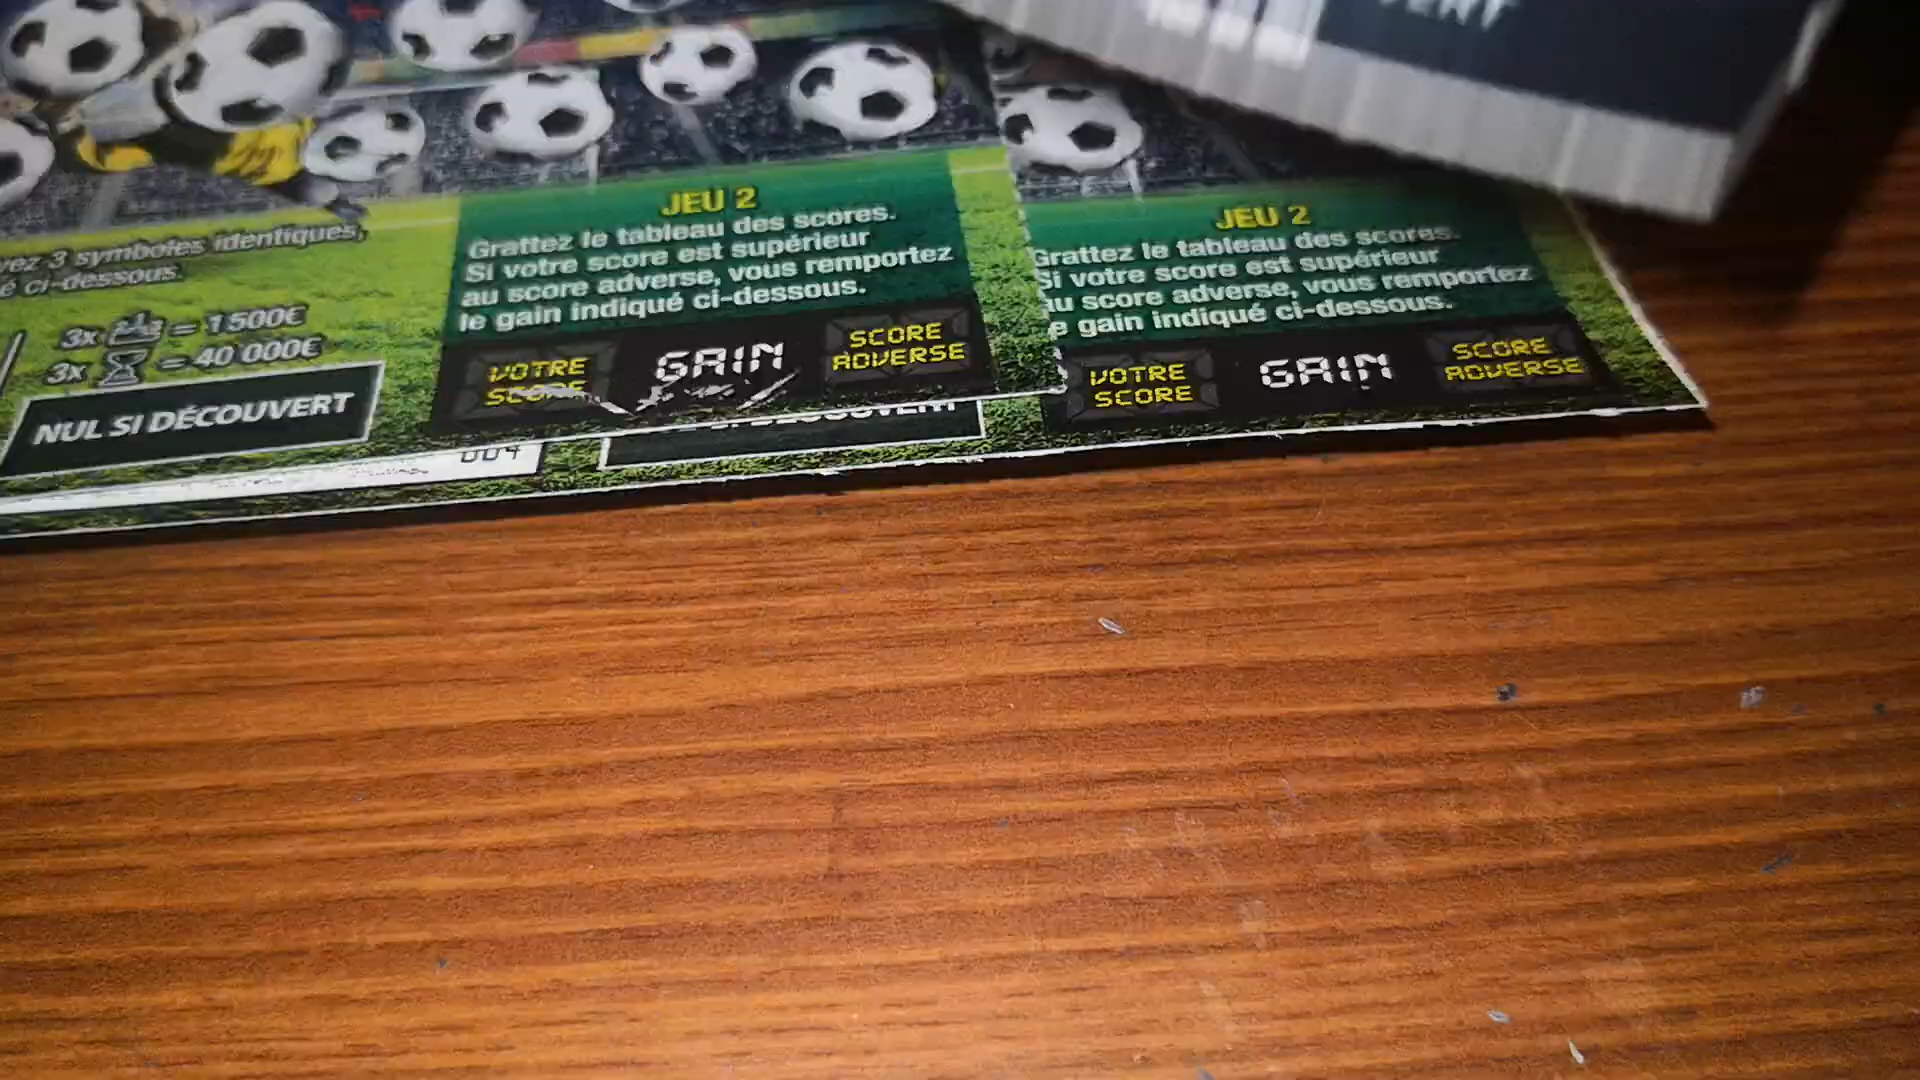 JEU 2
Grattez le tableau des scores.
Si votre score est supérieur
au score adverse, vous remportez
le gain indiqué ci-dessous.
VOTRE
SCORE
GAIN
SCORE
ADVERSE
3 symboles identiques,
ci-dessous.
3x = 1 500€
3x = 40 000€
NUL SI DÉCOUVERT
004
JEU 2
Grattez le tableau des scores.
Si votre score est supérieur
au score adverse, vous remportez
gain indiqué ci-dessous.
VOTRE
SCORE
GAIN
SCORE
ADVERSE